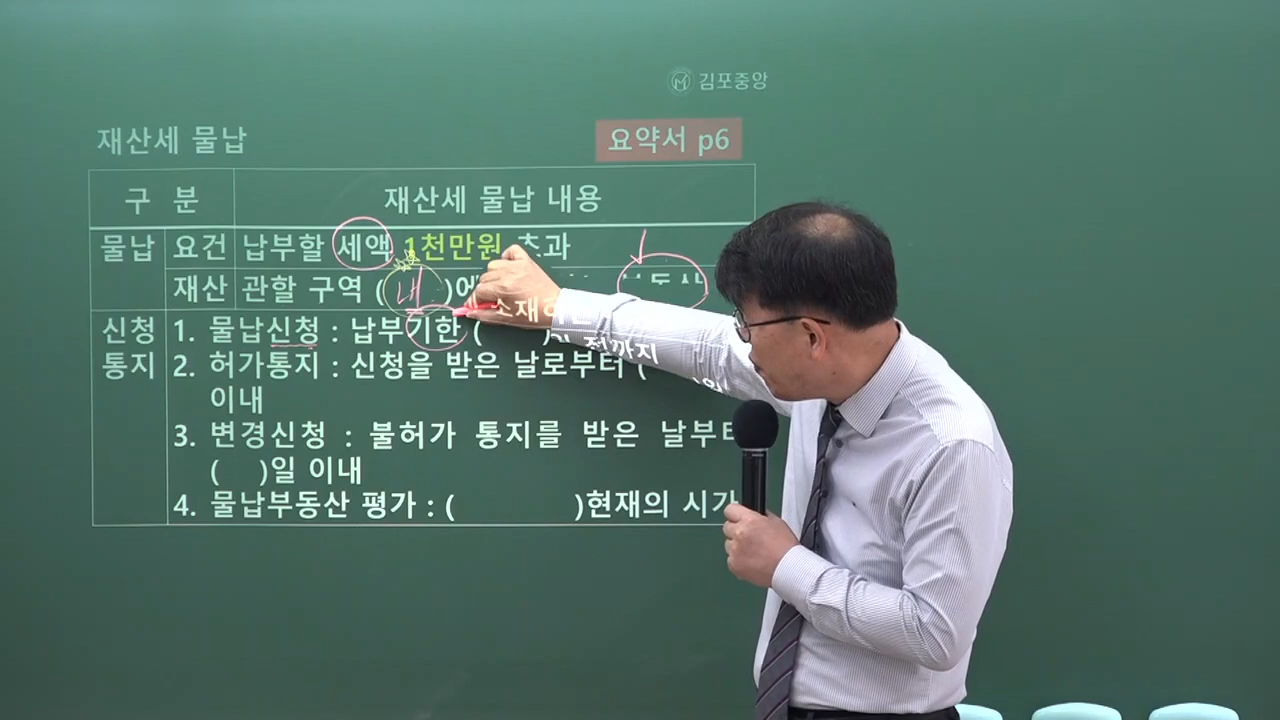 김포중앙
재산세 물납
요약서 p6
구 분 재산세 물납 내용
물납 요건 납부할 세액 1천만원 초과
재산 관할 구역 ( 내 )에
신청 1. 물납신청 : 납부기한 ( 전까지
통지 2. 허가통지 : 신청을 받은 날로부터 (
이내
3. 변경신청 : 불허가 통지를 받은 날부터
( )일 이내
4. 물납부동산 평가 : ( )현재의 시가